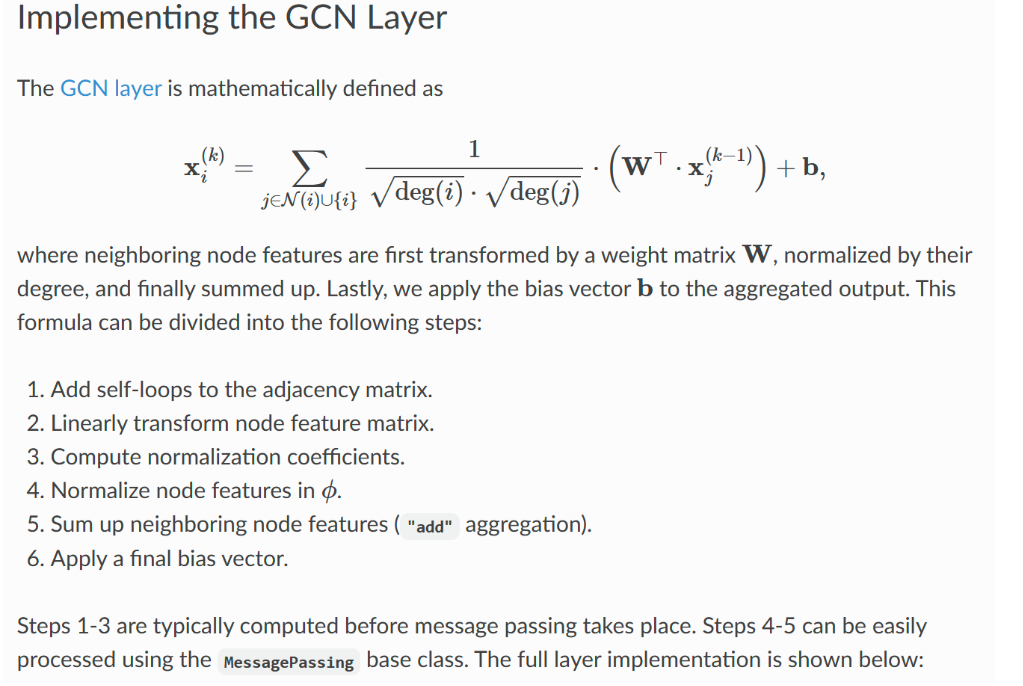 Implementing the GCN Layer
The GCN layer is mathematically defined as
$$\mathbf{x}_i^{(k)} = \sum_{j \in \mathcal{N}(i) \cup \{i\}} \frac{1}{\sqrt{\deg(i)} \cdot \sqrt{\deg(j)}} \cdot \left( \mathbf{W}^{\top} \cdot \mathbf{x}_j^{(k-1)} \right) + \mathbf{b},$$
where neighboring node features are first transformed by a weight matrix W, normalized by their
degree, and finally summed up. Lastly, we apply the bias vector b to the aggregated output. This
formula can be divided into the following steps:
1. Add self-loops to the adjacency matrix.
2. Linearly transform node feature matrix.
3. Compute normalization coefficients.
4. Normalize node features in ϕ.
5. Sum up neighboring node features ( "add" aggregation).
6. Apply a final bias vector.
Steps 1-3 are typically computed before message passing takes place. Steps 4-5 can be easily
processed using the MessagePassing base class. The full layer implementation is shown below: